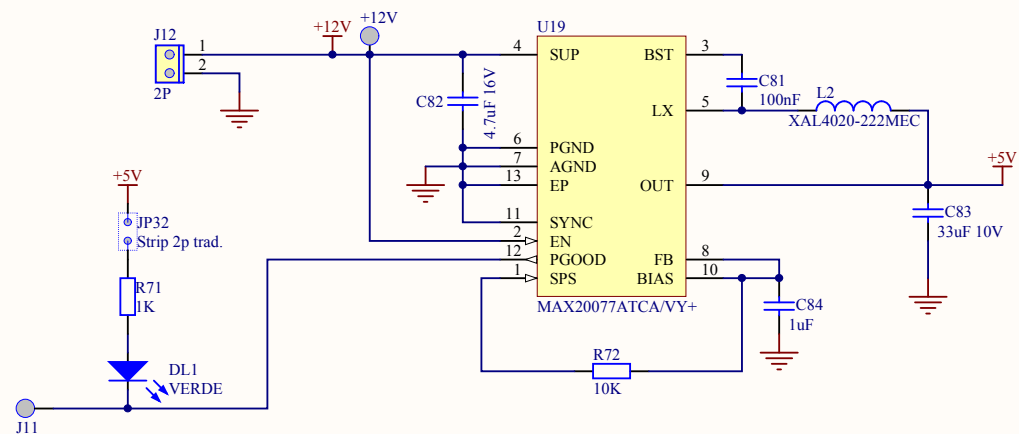 +12V
+12V
J12
1
2
2P
C82
4.7uF 16V
U19
4 SUP BST 3
C81
100nF
LX 5
L2
XAL4020-222MEC
6 PGND
7 AGND
13 EP
OUT 9
+5V
C83
33uF 10V
11 SYNC
2 EN
12 PGOOD
1 SPS
FB 8
BIAS 10
MAX20077ATCA/VY+
C84
1uF
R72
10K
+5V
JP32
Strip 2p trad.
R71
1K
DL1
VERDE
J11